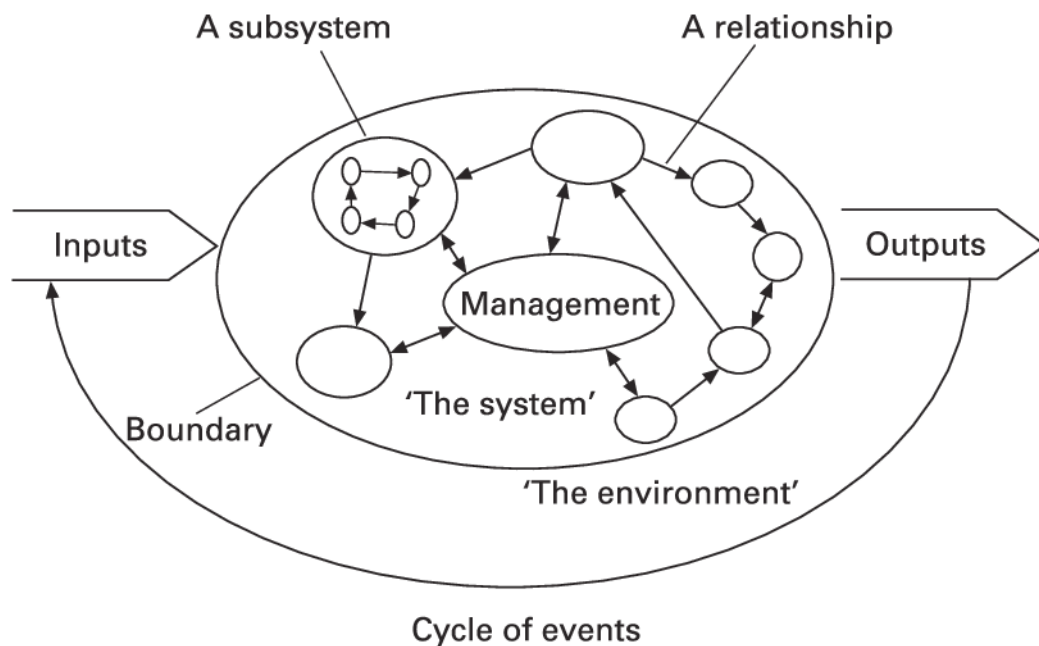 A subsystem
A relationship
Inputs
Outputs
Management
‘The system’
Boundary
‘The environment’
Cycle of events